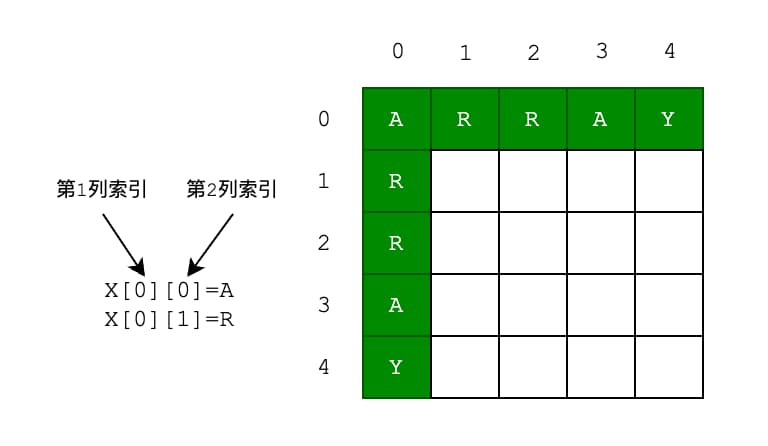 0 1 2 3 4
0 A R R A Y
1 R
第1列索引 第2列索引
2 R
X[0][0]=A
3 A
X[0][1]=R
4 Y